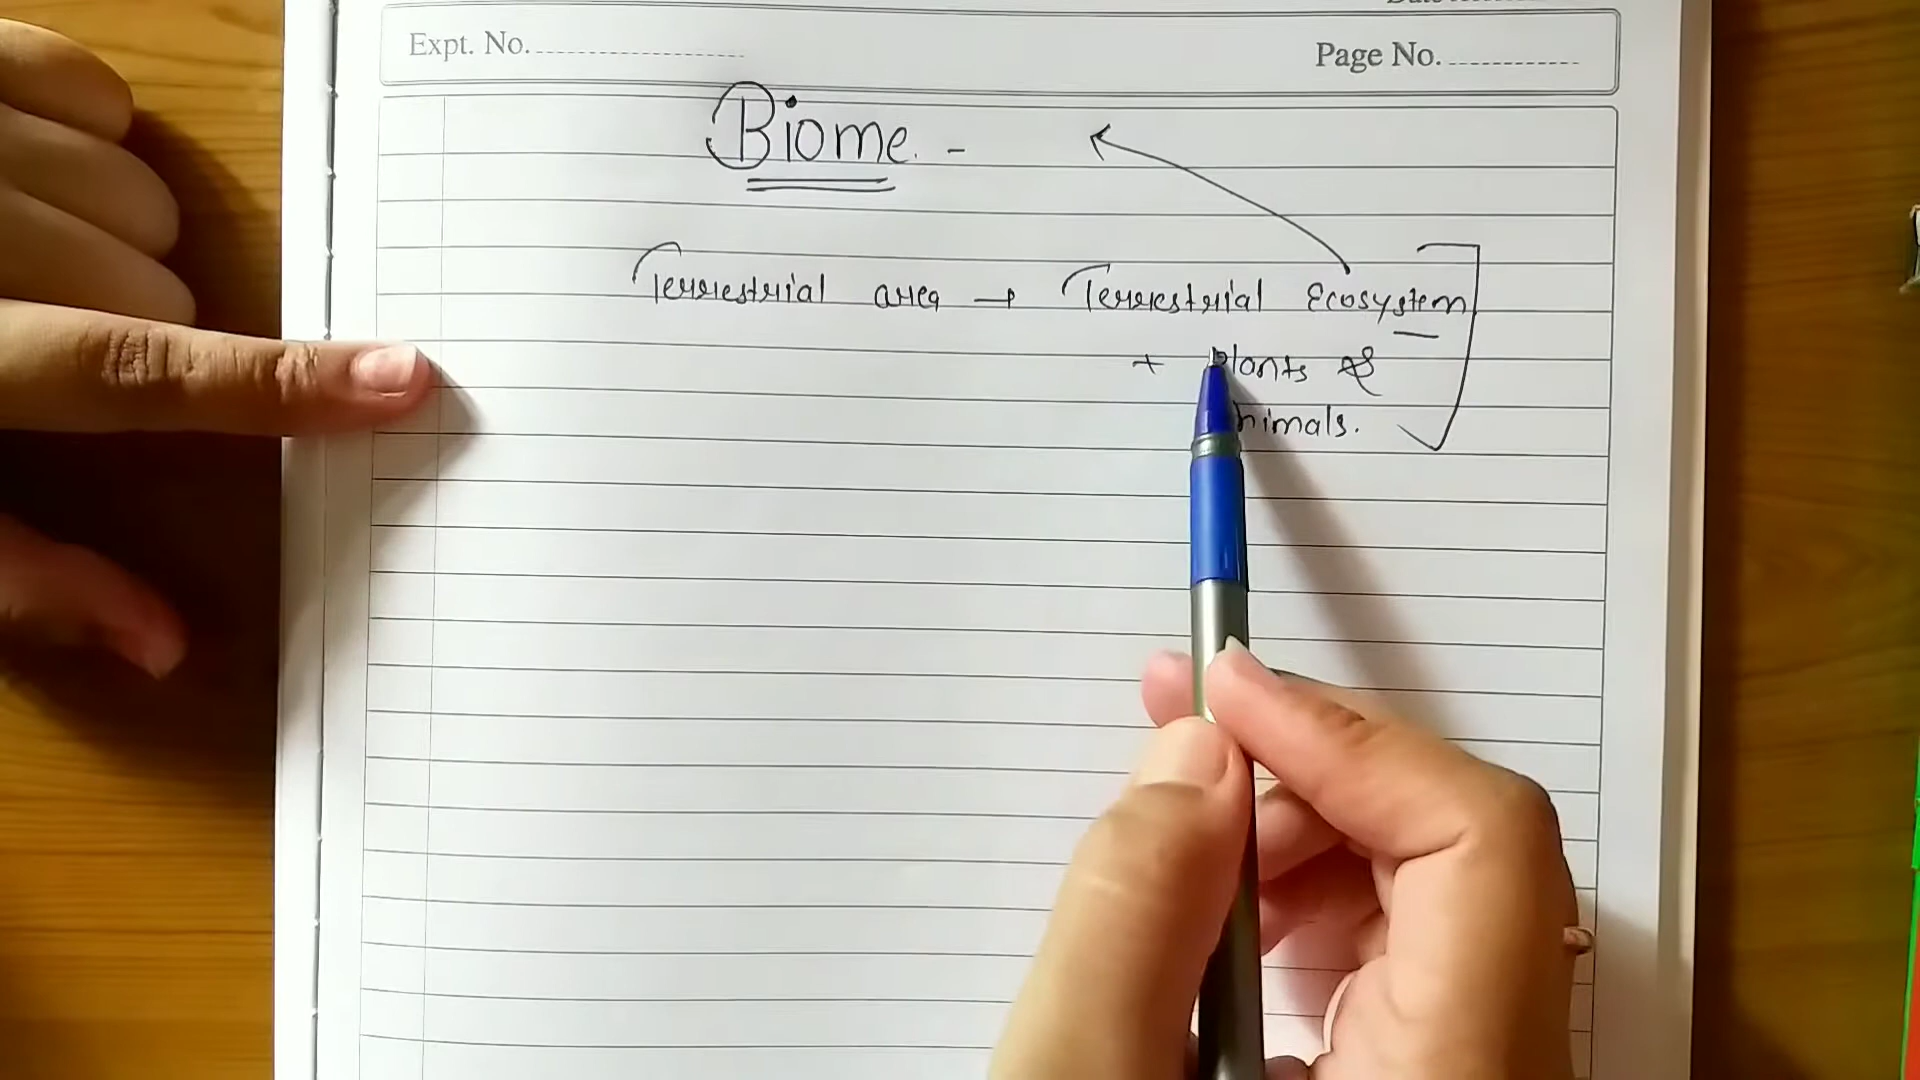 Expt. No.
Page No.
Biome. -
Terrestrial area → Terrestrial Ecosystem
+ Plants &
nimals.